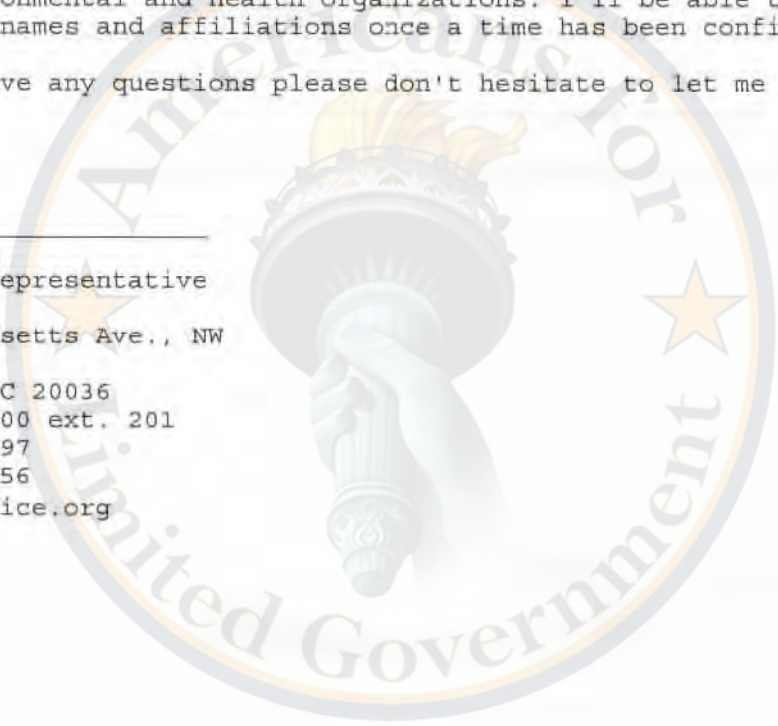 onmental and health organizations. I'll be able t
names and affiliations once a time has been confi
ve any questions please don't hesitate to let me
epresentative
setts Ave., NW
C 20036
00 ext. 201
97
56
ice.org
Americans for
Limited Government